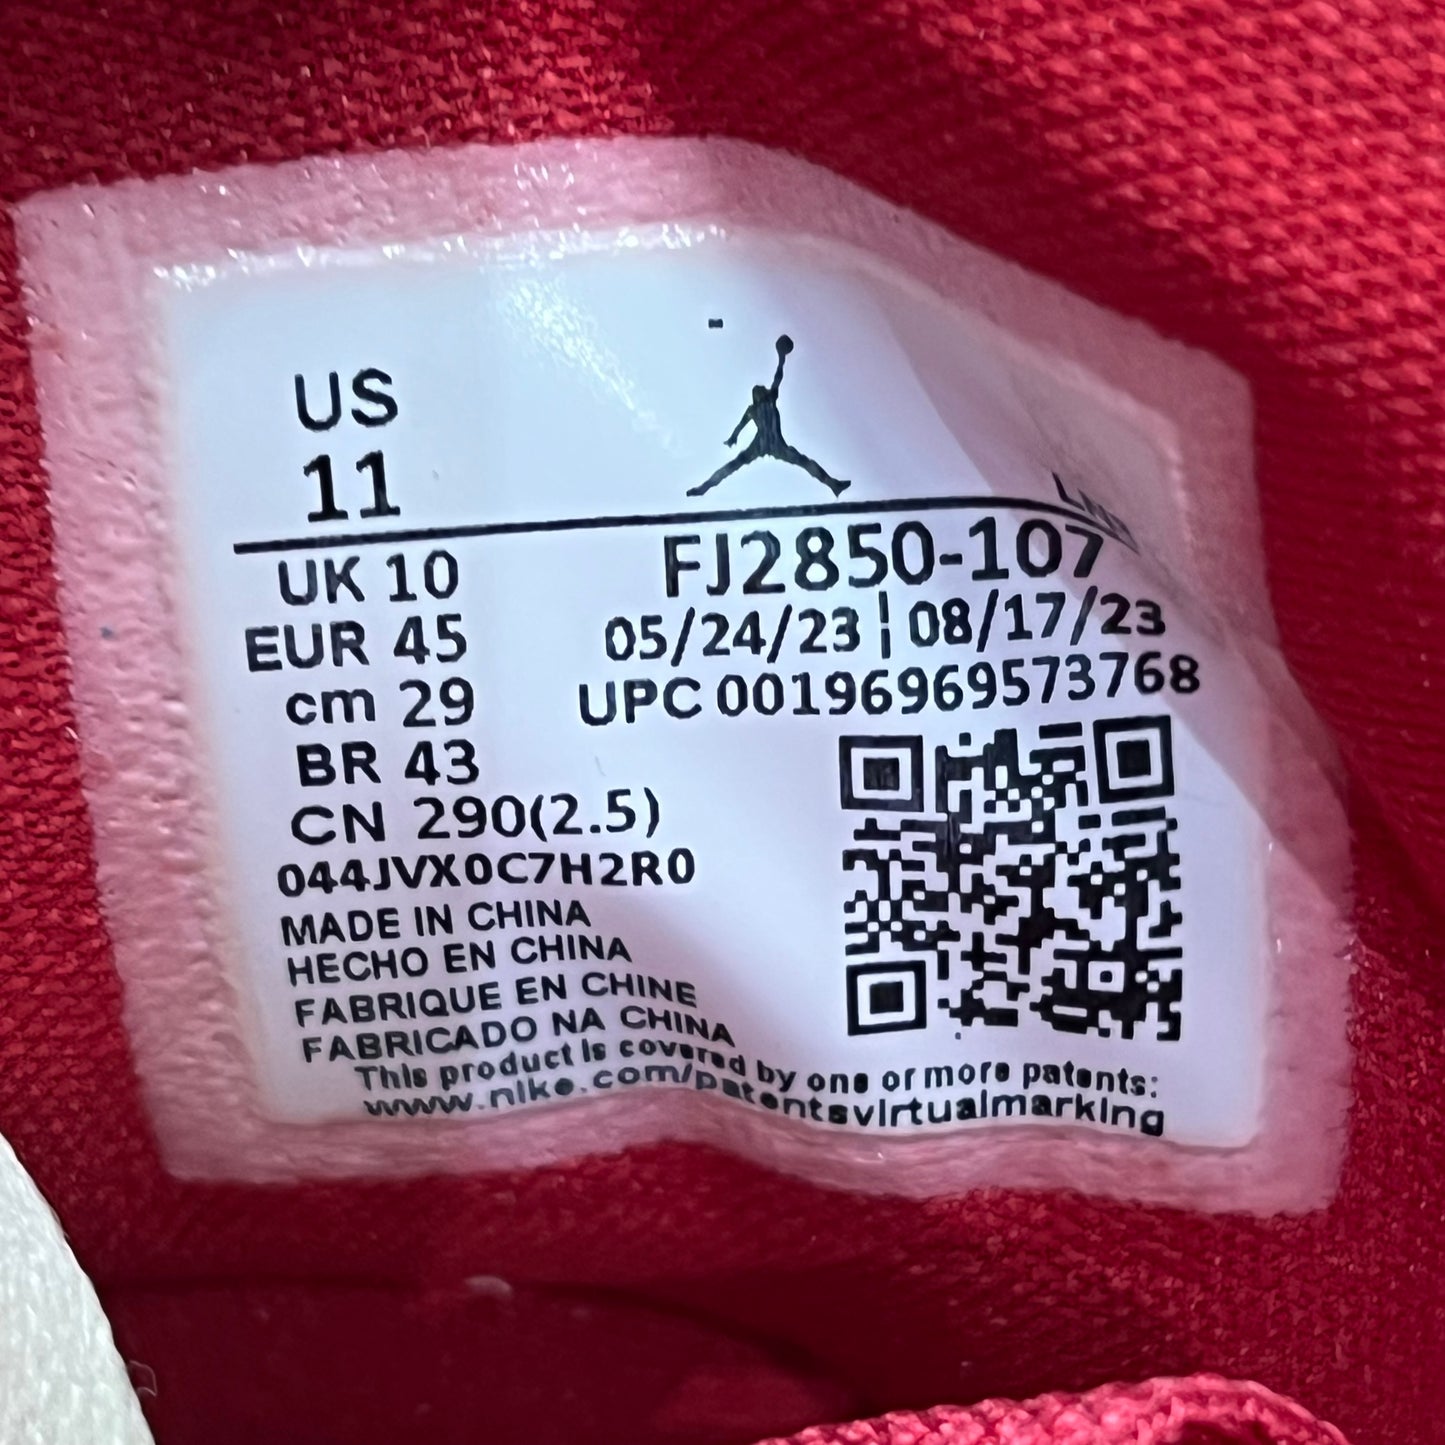 US
11
UK 10
EUR 45
cm 29
BR 43
CN 290(2.5)
044JVX0C7H2R0
MADE IN CHINA
HECHO EN CHINA
FABRIQUE EN CHINE
FABRICADO NA CHINA
This product is covered by one or more patents:
www.nike.com/patentsvirtualmarking
FJ2850-107
05/24/23 | 08/17/23
UPC 00196969573768